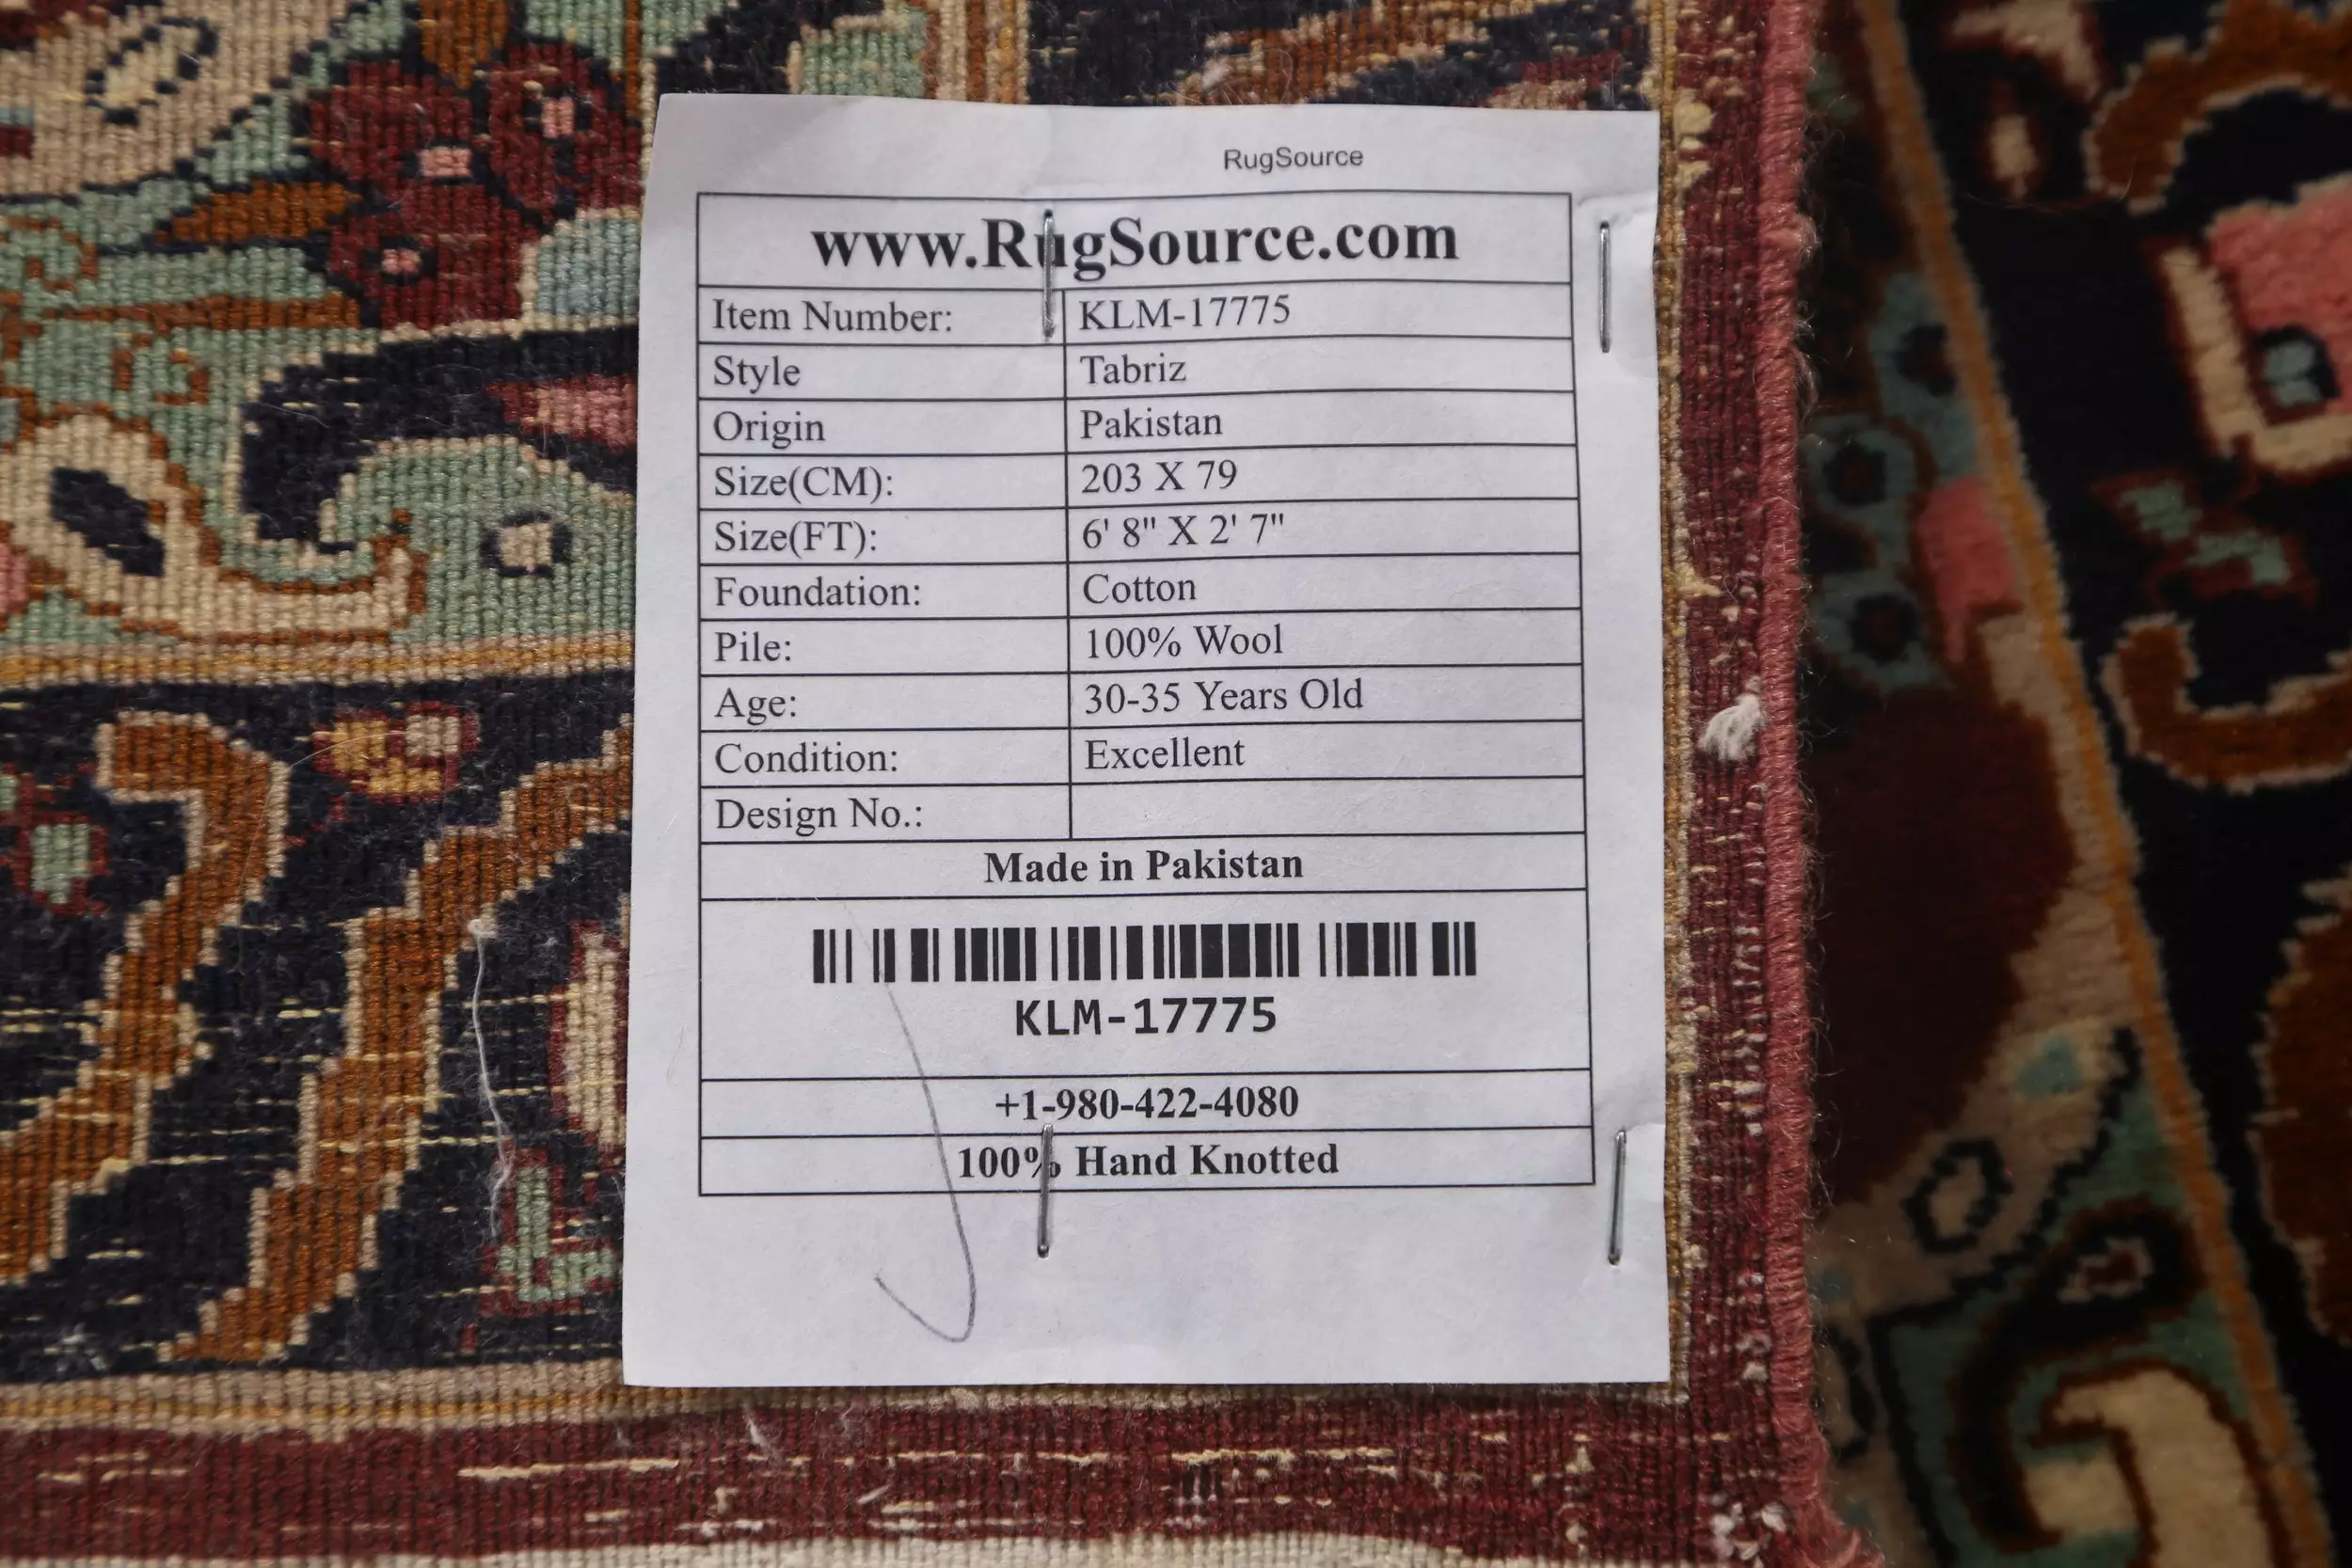 RugSource
www.RugSource.com
Item Number: KLM-17775
Style Tabriz
Origin Pakistan
Size(CM): 203 X 79
Size(FT): 6' 8" X 2' 7"
Foundation: Cotton
Pile: 100% Wool
Age: 30-35 Years Old
Condition: Excellent
Design No.:
Made in Pakistan
KLM-17775
+1-980-422-4080
100% Hand Knotted